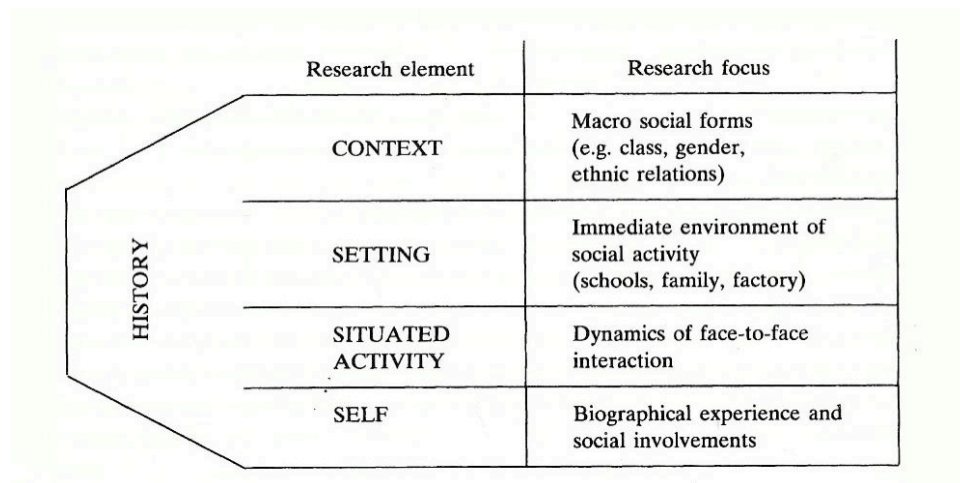 Research element
Research focus
CONTEXT
Macro social forms
(e.g. class, gender,
ethnic relations)
HISTORY
SETTING
Immediate environment of
social activity
(schools, family, factory)
SITUATED
ACTIVITY
Dynamics of face-to-face
interaction
SELF
Biographical experience and
social involvements